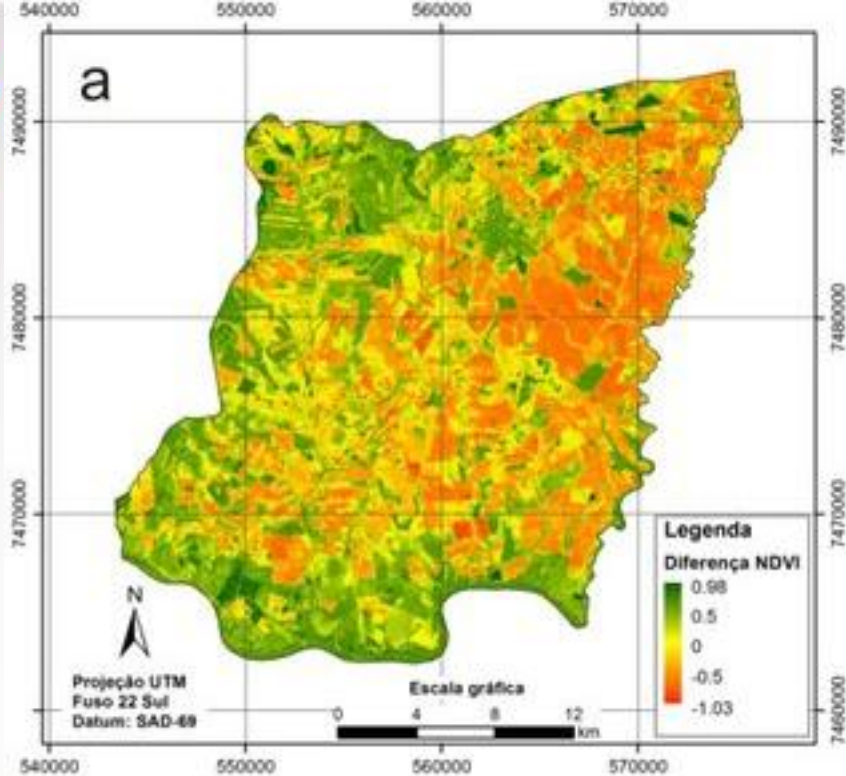 540000 550000 560000 570000
a
7490000 7490000
7480000 7480000
7470000 7470000
7460000
Legenda
Diferença NDVI
0.98
0.5
0
-0.5
-1.03
N
Projeção UTM
Fuso 22 Sul
Datum: SAD-69
Escala gráfica
0 4 8 12
km
540000 550000 560000 570000